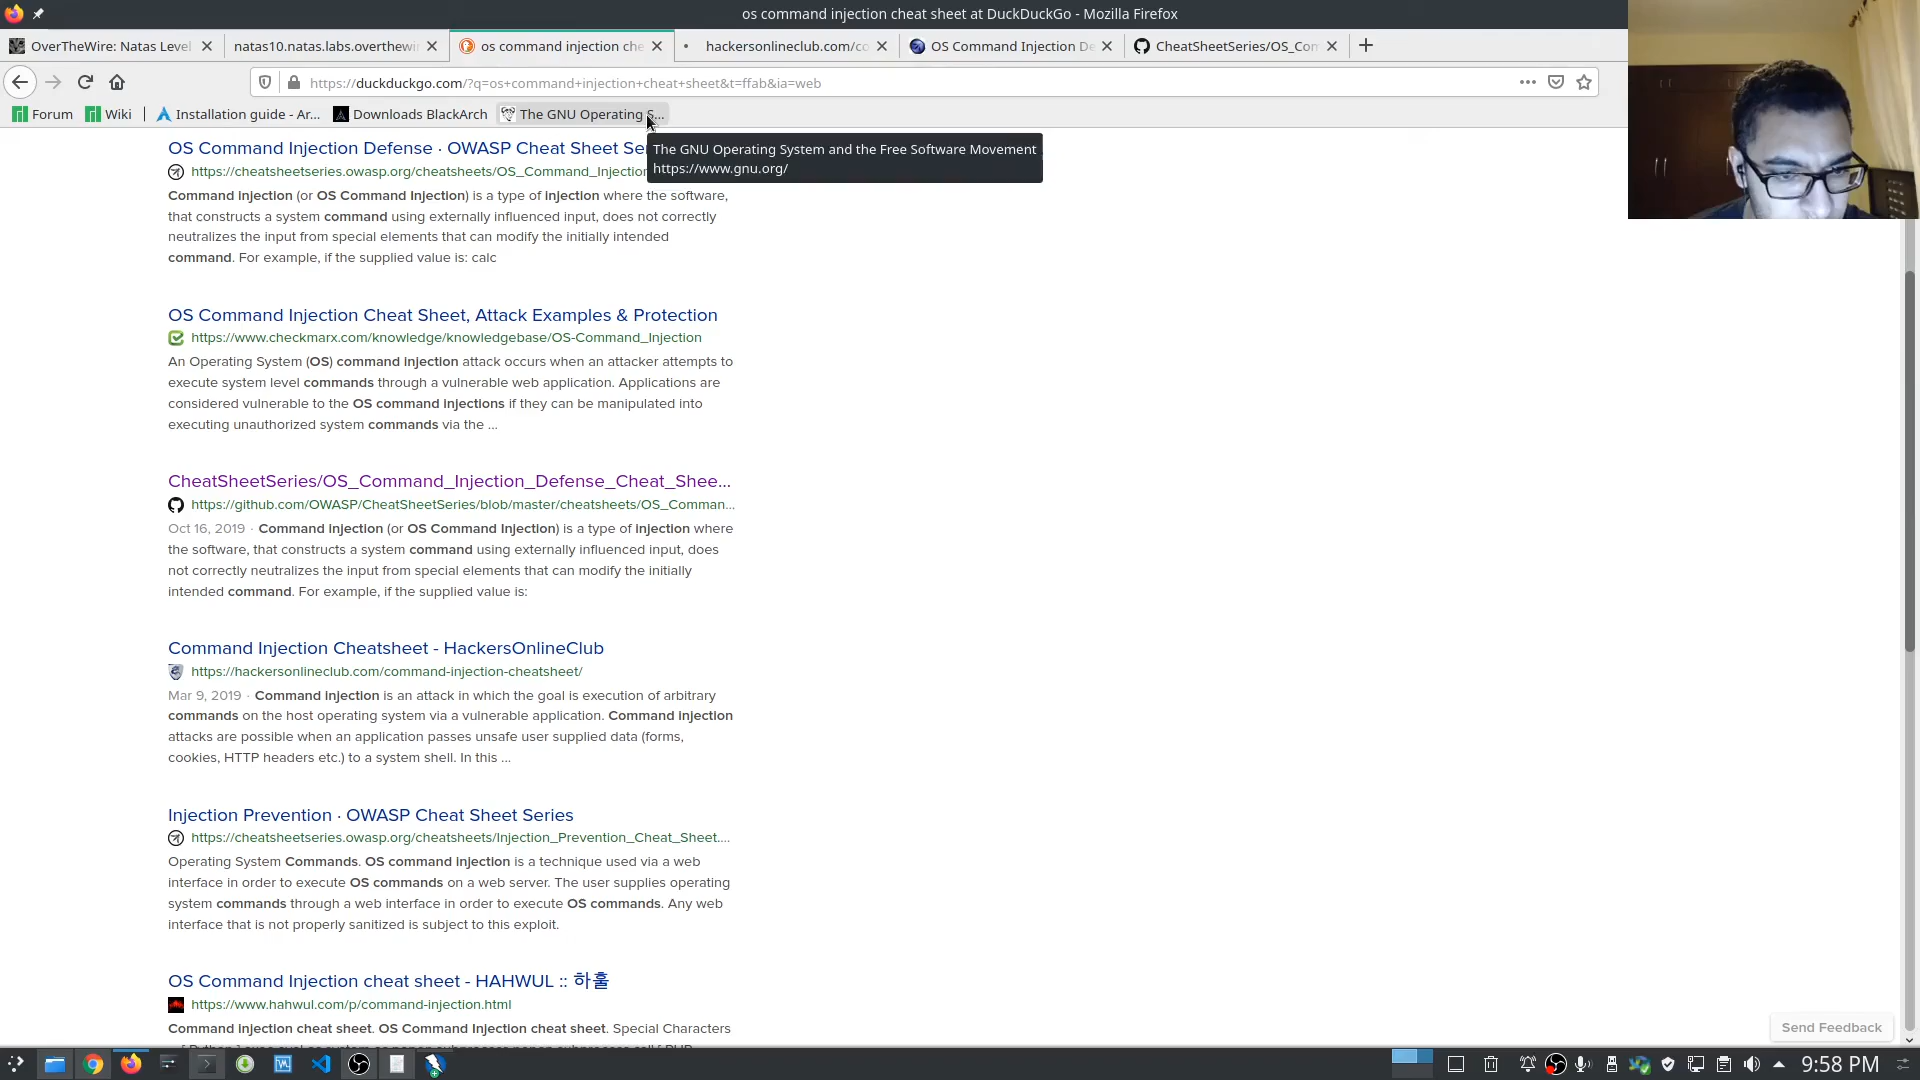 os command injection cheat sheet at DuckDuckGo - Mozilla Firefox
OverTheWire: Natas Level
natas10.natas.labs.overthewi
os command injection che
hackersonlineclub.com/co
OS Command Injection De
CheatSheetSeries/OS_Com
https://duckduckgo.com/?q=os+command+injection+cheat+sheet&t=ffab&ia=web
Forum
Wiki
Installation guide - Ar...
Downloads BlackArch
The GNU Operating S...
The GNU Operating System and the Free Software Movement
https://www.gnu.org/
OS Command Injection Defense · OWASP Cheat Sheet Se
https://cheatsheetseries.owasp.org/cheatsheets/OS_Command_Injectio
Command injection (or OS Command Injection) is a type of injection where the software,
that constructs a system command using externally influenced input, does not correctly
neutralizes the input from special elements that can modify the initially intended
command. For example, if the supplied value is: calc
OS Command Injection Cheat Sheet, Attack Examples & Protection
https://www.checkmarx.com/knowledge/knowledgebase/OS-Command_Injection
An Operating System (OS) command injection attack occurs when an attacker attempts to
execute system level commands through a vulnerable web application. Applications are
considered vulnerable to the OS command injections if they can be manipulated into
executing unauthorized system commands via the ...
CheatSheetSeries/OS_Command_Injection_Defense_Cheat_Shee...
https://github.com/OWASP/CheatSheetSeries/blob/master/cheatsheets/OS_Comman...
Oct 16, 2019 · Command injection (or OS Command Injection) is a type of injection where
the software, that constructs a system command using externally influenced input, does
not correctly neutralizes the input from special elements that can modify the initially
intended command. For example, if the supplied value is:
Command Injection Cheatsheet - HackersOnlineClub
https://hackersonlineclub.com/command-injection-cheatsheet/
Mar 9, 2019 · Command injection is an attack in which the goal is execution of arbitrary
commands on the host operating system via a vulnerable application. Command injection
attacks are possible when an application passes unsafe user supplied data (forms,
cookies, HTTP headers etc.) to a system shell. In this ...
Injection Prevention · OWASP Cheat Sheet Series
https://cheatsheetseries.owasp.org/cheatsheets/Injection_Prevention_Cheat_Sheet....
Operating System Commands. OS command injection is a technique used via a web
interface in order to execute OS commands on a web server. The user supplies operating
system commands through a web interface in order to execute OS commands. Any web
interface that is not properly sanitized is subject to this exploit.
OS Command Injection cheat sheet - HAHWUL :: 하훌
https://www.hahwul.com/p/command-injection.html
Command injection cheat sheet. OS Command Injection cheat sheet. Special Characters
Send Feedback
9:58 PM